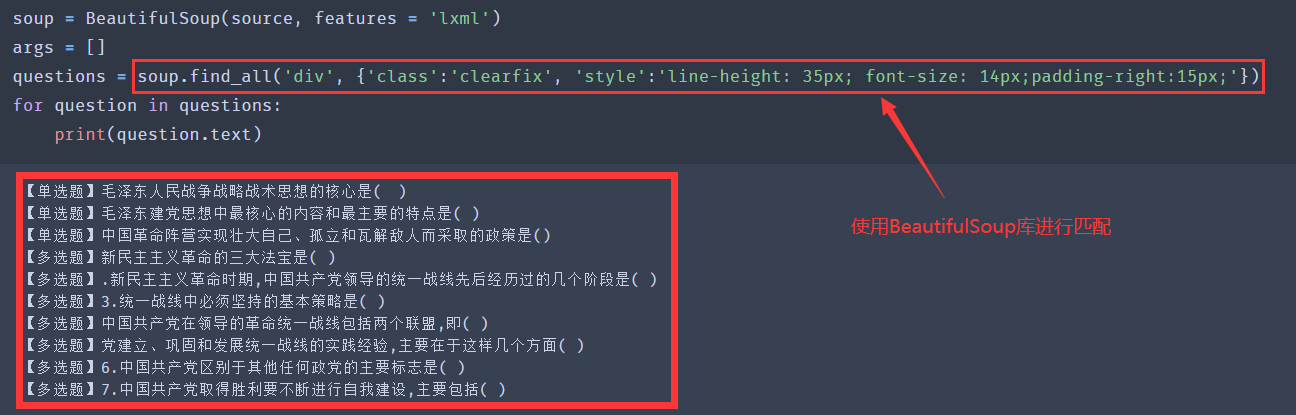 soup = BeautifulSoup(source, features = 'lxml')
args = []
questions = soup.find_all('div', {'class':'clearfix', 'style':'line-height: 35px; font-size: 14px;padding-right:15px;'})
for question in questions:
    print(question.text)
使用BeautifulSoup库进行匹配
【单选题】毛泽东人民战争战略战术思想的核心是(  )
【单选题】毛泽东建党思想中最核心的内容和最主要的特点是( )
【单选题】中国革命阵营实现壮大自己、孤立和瓦解敌人而采取的政策是()
【多选题】新民主主义革命的三大法宝是( )
【多选题】.新民主主义革命时期,中国共产党领导的统一战线先后经历过的几个阶段是( )
【多选题】3.统一战线中必须坚持的基本策略是( )
【多选题】中国共产党在领导的革命统一战线包括两个联盟,即( )
【多选题】党建立、巩固和发展统一战线的实践经验,主要在于这样几个方面( )
【多选题】6.中国共产党区别于其他任何政党的主要标志是( )
【多选题】7.中国共产党取得胜利要不断进行自我建设,主要包括( )